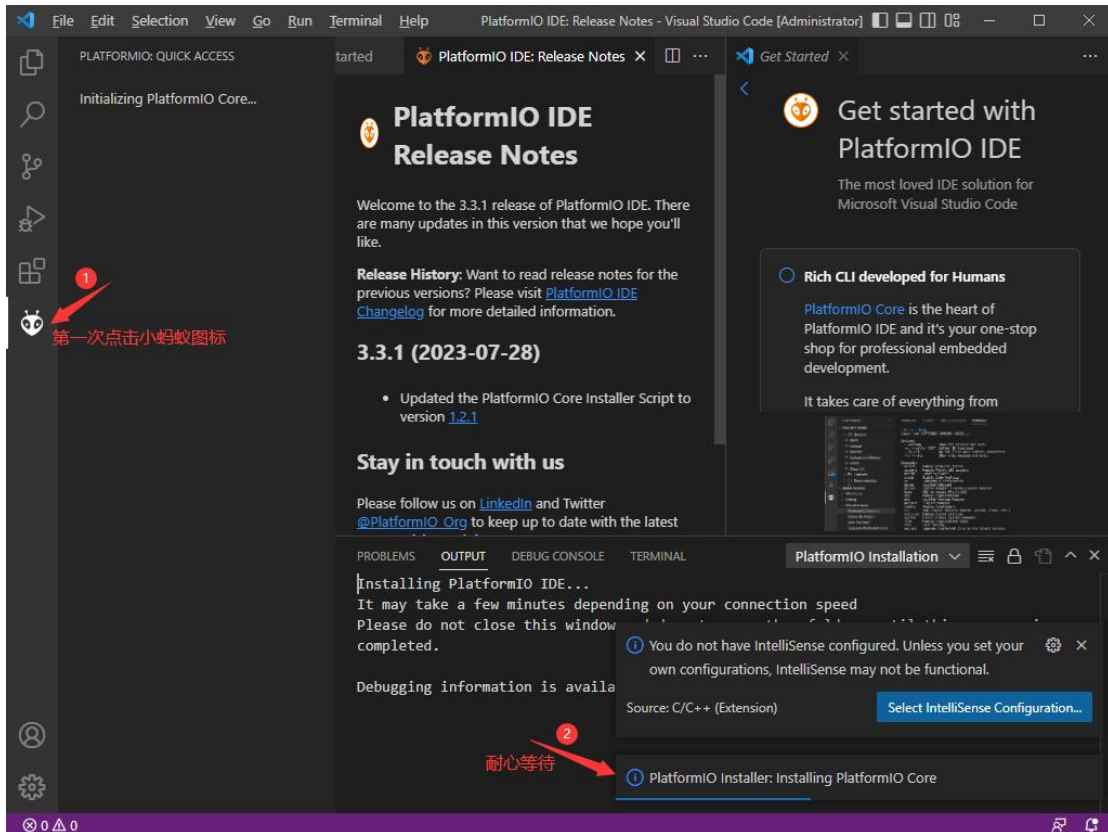 File Edit Selection View Go Run Terminal Help PlatformIO IDE: Release Notes - Visual Studio Code [Administrator]
PLATFORMIO: QUICK ACCESS
Initializing PlatformIO Core...
1
第一次点击小蚂蚁图标
tarted PlatformIO IDE: Release Notes
PlatformIO IDE
Release Notes
Welcome to the 3.3.1 release of PlatformIO IDE. There
are many updates in this version that we hope you'll
like.
Release History: Want to read release notes for the
previous versions? Please visit PlatformIO IDE
Changelog for more detailed information.
3.3.1 (2023-07-28)
• Updated the PlatformIO Core Installer Script to
version 1.2.1
Stay in touch with us
Please follow us on LinkedIn and Twitter
@PlatformIO_Org to keep up to date with the latest
Get Started
Get started with
PlatformIO IDE
The most loved IDE solution for
Microsoft Visual Studio Code
Rich CLI developed for Humans
PlatformIO Core is the heart of
PlatformIO IDE and it's your one-stop
shop for professional embedded
development.
It takes care of everything from
PROBLEMS OUTPUT DEBUG CONSOLE TERMINAL PlatformIO Installation
Installing PlatformIO IDE...
It may take a few minutes depending on your connection speed
Please do not close this window
completed.
Debugging information is availa
You do not have IntelliSense configured. Unless you set your
own configurations, IntelliSense may not be functional.
Source: C/C++ (Extension) Select IntelliSense Configuration...
2
耐心等待
PlatformIO Installer: Installing PlatformIO Core
0 0